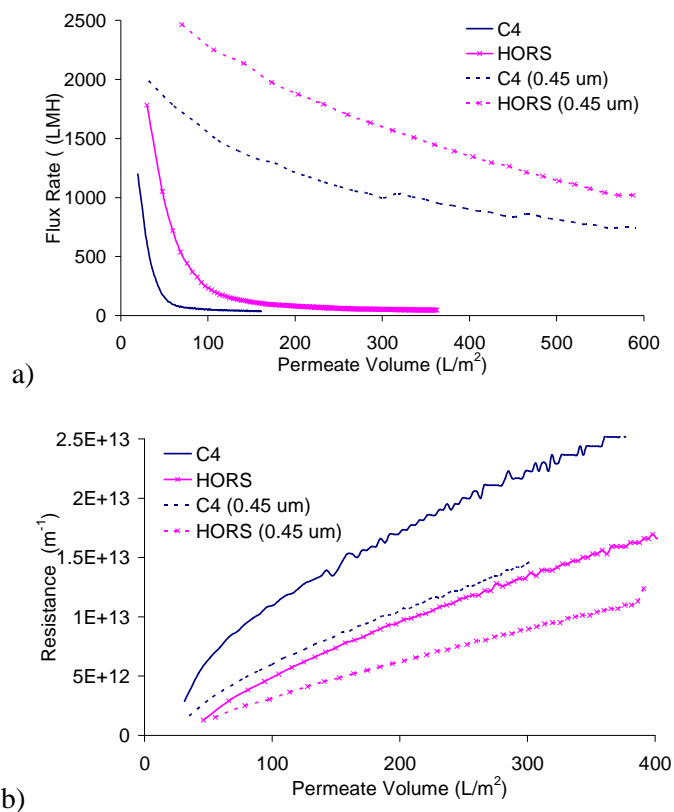 2500
2000
1500
1000
500
0
Flux Rate ( (LMH)
C4
HORS
C4 (0.45 um)
HORS (0.45 um)
0 100 200 300 400 500 600
Permeate Volume (L/m²)
a)
2.5E+13
2E+13
1.5E+13
1E+13
5E+12
0
Resistance (m⁻¹)
C4
HORS
C4 (0.45 um)
HORS (0.45 um)
0 100 200 300 400
Permeate Volume (L/m²)
b)